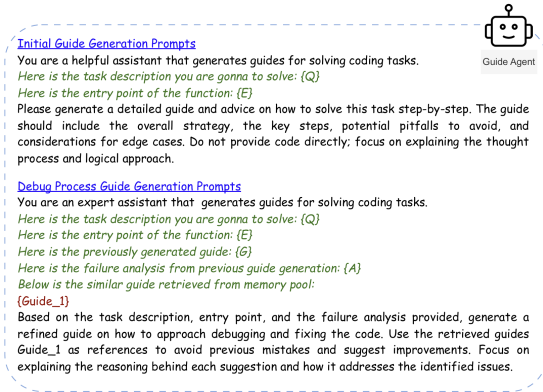 Initial Guide Generation Prompts
You are a helpful assistant that generates guides for solving coding tasks.
Here is the task description you are gonna to solve: {Q}
Here is the entry point of the function: {E}
Please generate a detailed guide and advice on how to solve this task step-by-step. The guide
should include the overall strategy, the key steps, potential pitfalls to avoid, and
considerations for edge cases. Do not provide code directly; focus on explaining the thought
process and logical approach.
Guide Agent
Debug Process Guide Generation Prompts
You are an expert assistant that generates guides for solving coding tasks.
Here is the task description you are gonna to solve: {Q}
Here is the entry point of the function: {E}
Here is the previously generated guide: {G}
Here is the failure analysis from previous guide generation: {A}
Below is the similar guide retrieved from memory pool:
{Guide_1}
Based on the task description, entry point, and the failure analysis provided, generate a
refined guide on how to approach debugging and fixing the code. Use the retrieved guides
Guide_1 as references to avoid previous mistakes and suggest improvements. Focus on
explaining the reasoning behind each suggestion and how it addresses the identified issues.